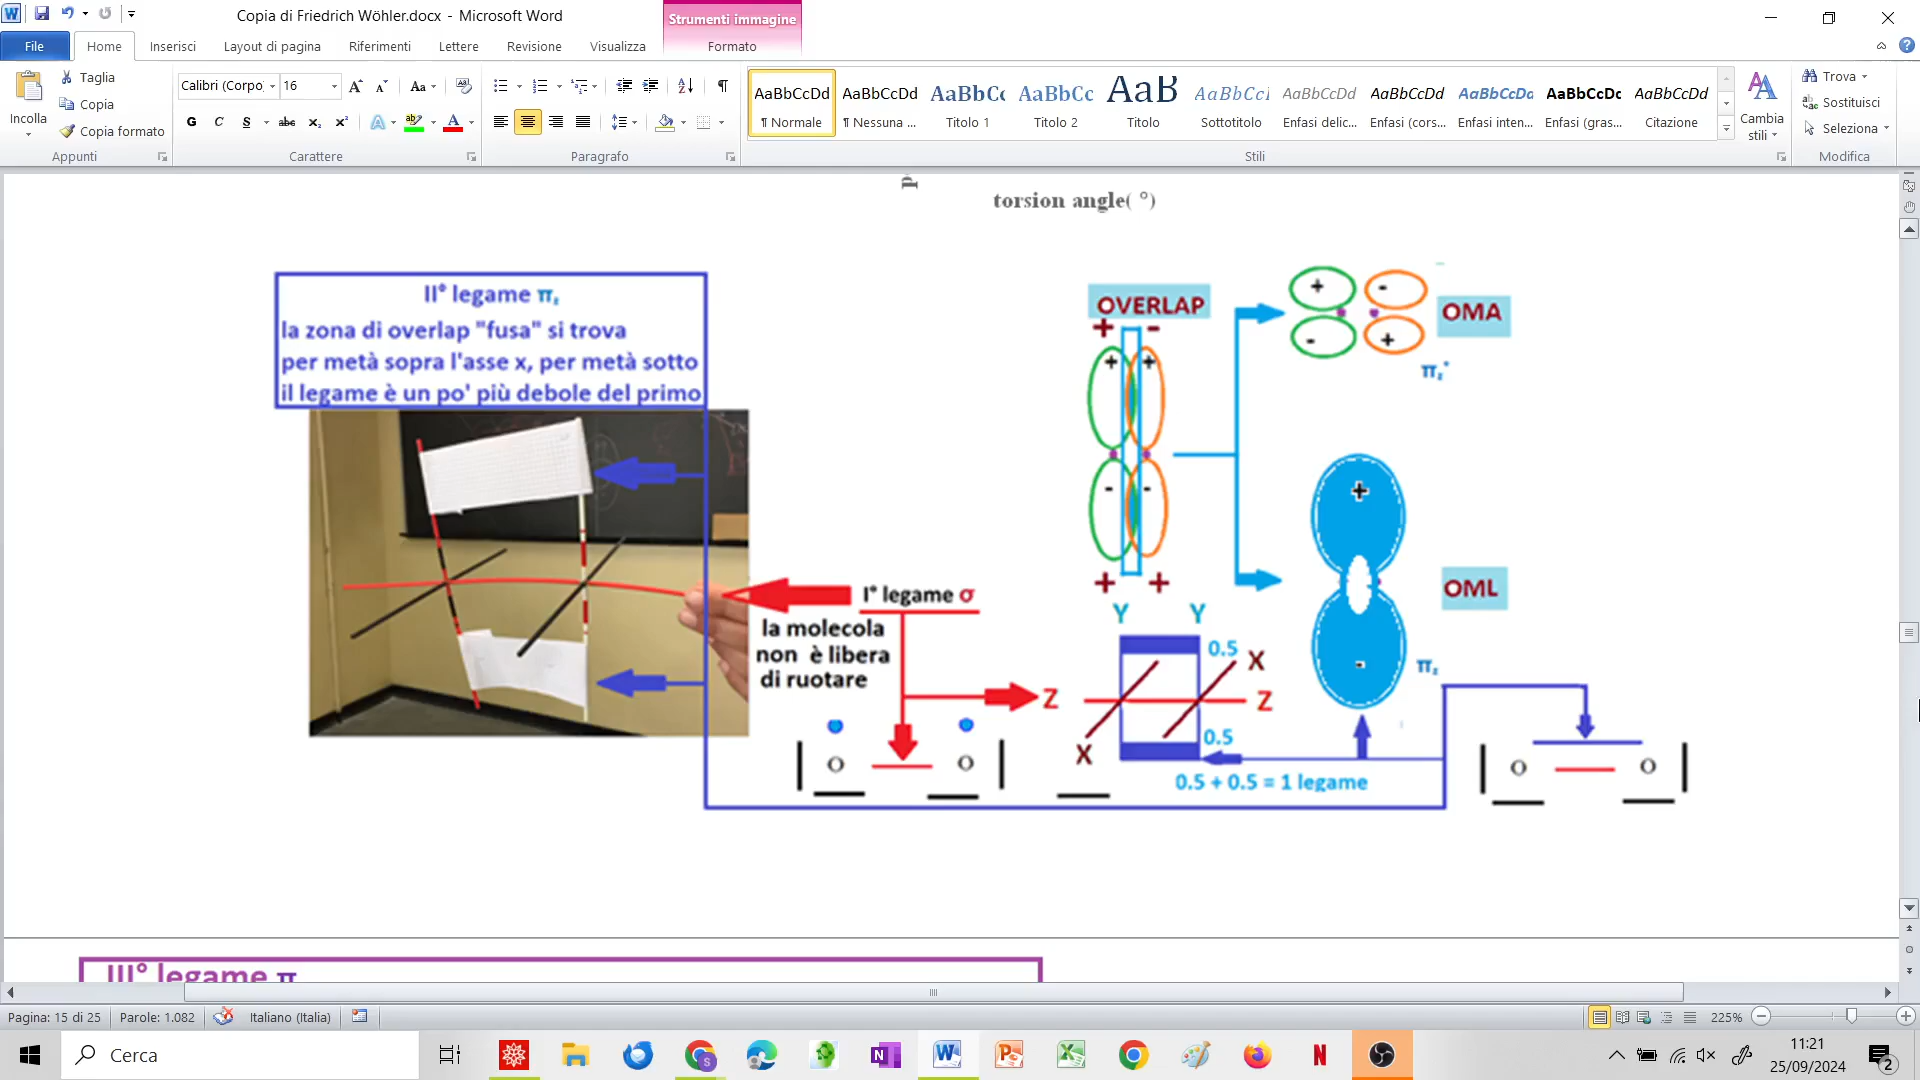 Copia di Friedrich Wöhler.docx - Microsoft Word
Strumenti immagine
File Home Inserisci Layout di pagina Riferimenti Lettere Revisione Visualizza Formato
Incolla
Taglia
Copia
Copia formato
Appunti
Calibri (Corpo 16
G C S abc x₂ x² A
Aa
Carattere
Paragrafo
AaBbCcDd
¶ Normale
AaBbCcDd
¶ Nessuna ...
AaBbCc
Titolo 1
AaBbCc
Titolo 2
AaB
Titolo
AaBbCcI
Sottotitolo
AaBbCcDd
Enfasi delic...
AaBbCcDd
Enfasi (cors...
AaBbCcDd
Enfasi inten...
AaBbCcDc
Enfasi (gras...
AaBbCcDd
Citazione
Cambia
stili
Stili
Trova
Sostituisci
Seleziona
Modifica
torsion angle( °)
II° legame π
la zona di overlap "fusa" si trova
per metà sopra l'asse x, per metà sotto
il legame è un po' più debole del primo
I° legame σ
la molecola
non è libera
di ruotare
O O
OVERLAP
+ -
+ +
- -
+ +
Y Y
0.5 X
Z Z
0.5
X
0.5 + 0.5 = 1 legame
+ -
- +
OMA
π*
+
-
OML
π
O O
III° legame π
Pagina: 15 di 25 Parole: 1.082 Italiano (Italia) 225%
Cerca
11:21
25/09/2024
2